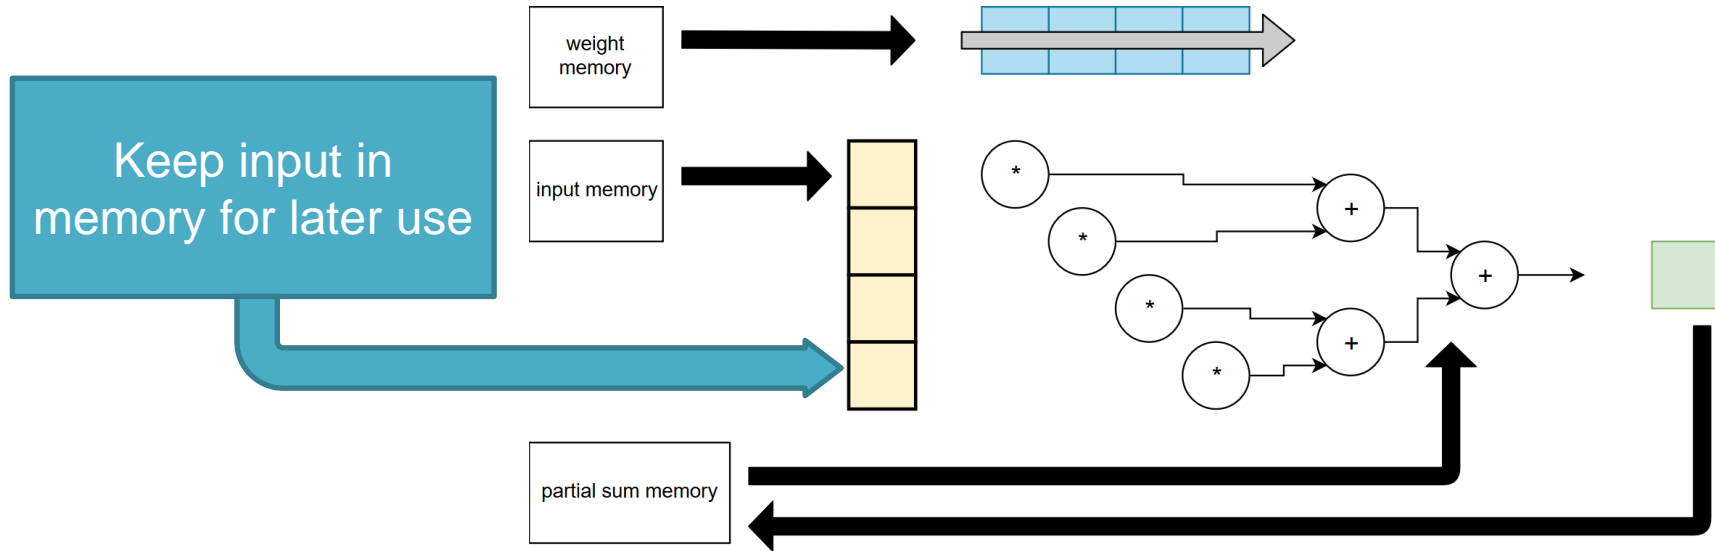 weight
memory
Keep input in
memory for later use
input memory
*
*
*
*
+
+
+
partial sum memory